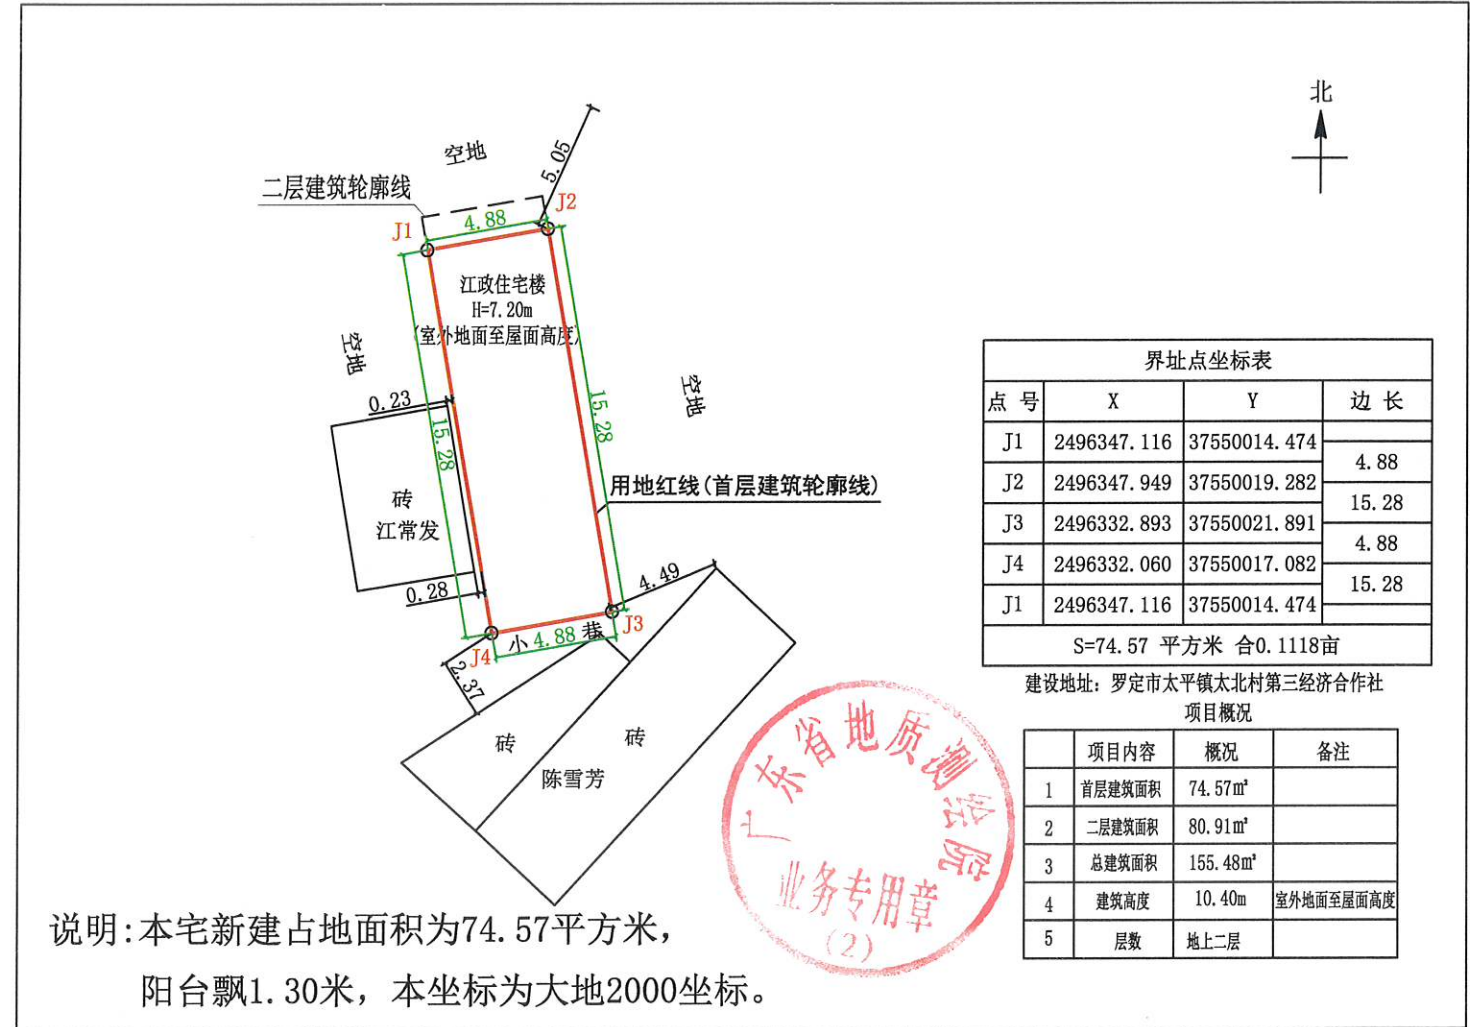 北
空地
5.05
二层建筑轮廓线
J2
J1
4.88
江政住宅楼
H=7.20m
(室外地面至屋面高度)
空地
空地
0.23
15.28
15.28
用地红线(首层建筑轮廓线)
砖
江常发
0.28
4.49
J3
小 4.88 巷
J4
2.37
砖
砖
陈雪芳
界址点坐标表
点 号 X Y 边 长
J1 2496347.116 37550014.474
4.88
J2 2496347.949 37550019.282
15.28
J3 2496332.893 37550021.891
4.88
J4 2496332.060 37550017.082
15.28
J1 2496347.116 37550014.474
S=74.57 平方米 合0.1118亩
建设地址：罗定市太平镇太北村第三经济合作社
项目概况
项目内容 概况 备注
1 首层建筑面积 74.57㎡
2 二层建筑面积 80.91㎡
3 总建筑面积 155.48㎡
4 建筑高度 10.40m 室外地面至屋面高度
5 层数 地上二层
广东省地质测绘院
业务专用章
(2)
说明:本宅新建占地面积为74.57平方米，
阳台飘1.30米，本坐标为大地2000坐标。